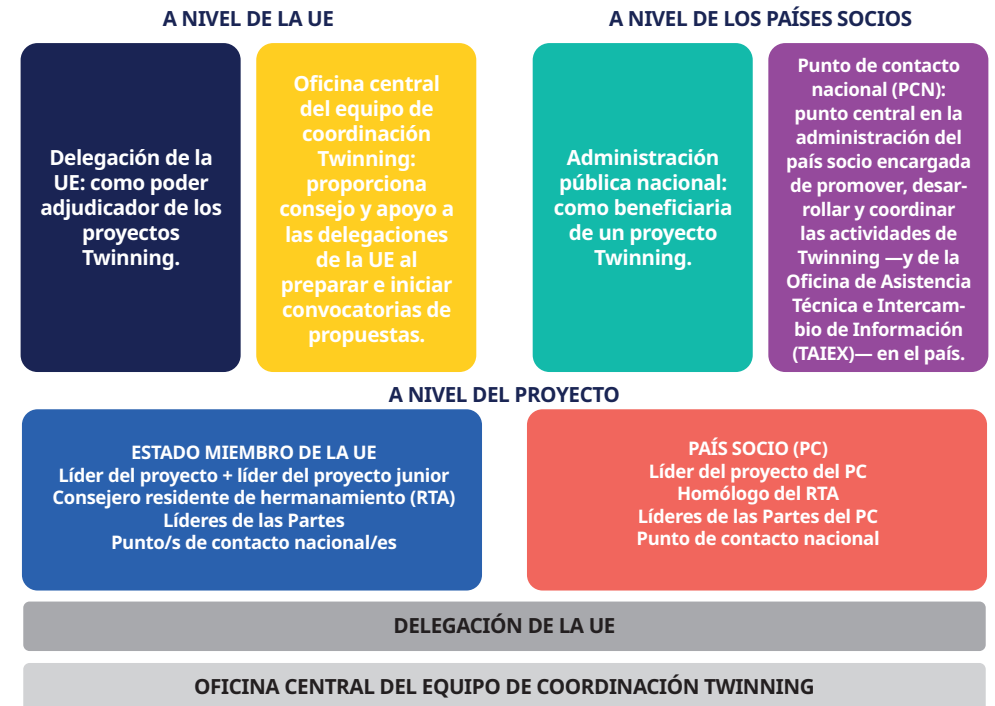 A NIVEL DE LA UE
Delegación de la
UE: como poder
adjudicador de los
proyectos
Twinning.
Oficina central
del equipo de
coordinación
Twinning:
proporciona
consejo y apoyo a
las delegaciones
de la UE al
preparar e iniciar
convocatorias de
propuestas.
A NIVEL DE LOS PAÍSES SOCIOS
Administración
pública nacional:
como beneficiaria
de un proyecto
Twinning.
Punto de contacto
nacional (PCN):
punto central en la
administración del
país socio encargada
de promover, desar-
rollar y coordinar
las actividades de
Twinning —y de la
Oficina de Asistencia
Técnica e Intercam-
bio de Información
(TAIEX)— en el país.
A NIVEL DEL PROYECTO
ESTADO MIEMBRO DE LA UE
Líder del proyecto + líder del proyecto junior
Consejero residente de hermanamiento (RTA)
Líderes de las Partes
Punto/s de contacto nacional/es
PAÍS SOCIO (PC)
Líder del proyecto del PC
Homólogo del RTA
Líderes de las Partes del PC
Punto de contacto nacional
DELEGACIÓN DE LA UE
OFICINA CENTRAL DEL EQUIPO DE COORDINACIÓN TWINNING